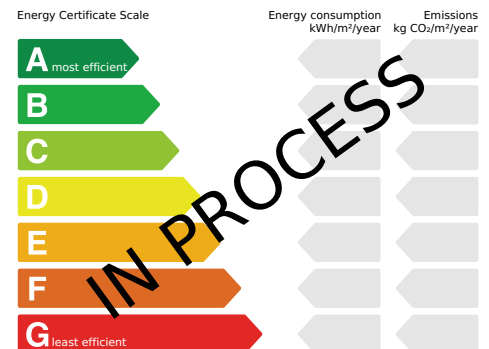 Energy Certificate Scale
Energy consumption
kWh/m²/year
Emissions
kg CO₂/m²/year
A most efficient
B
C
D
E
F
G least efficient
IN PROCESS